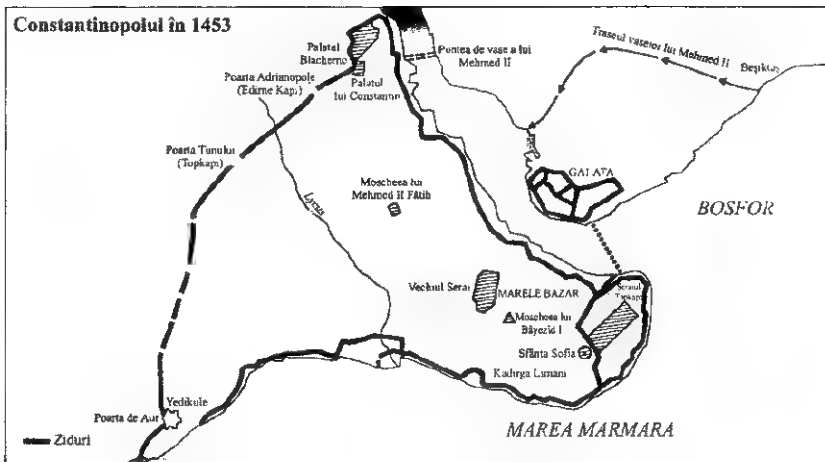 Constantinopolul în 1453
Palatul
Blacherne
Palatul
lui Constantin
Poarta Adrianopole
(Edirne Kapı)
Poarta Tunului
(Topkapı)
Puntea de vase a lui
Mehmed II
Traseul vaselor lui Mehmed II
Beşiktaş
GALATA
BOSFOR
Moscheea lui
Mehmed II Fâtih
Lycus
Vechiul Serai
MARELE BAZAR
Seraiul
Topkapı
Moscheea lui
Bâyezîd I
Sfânta Sofia
Kadırga Limanı
Yedikule
Poarta de Aur
MAREA MARMARA
Ziduri